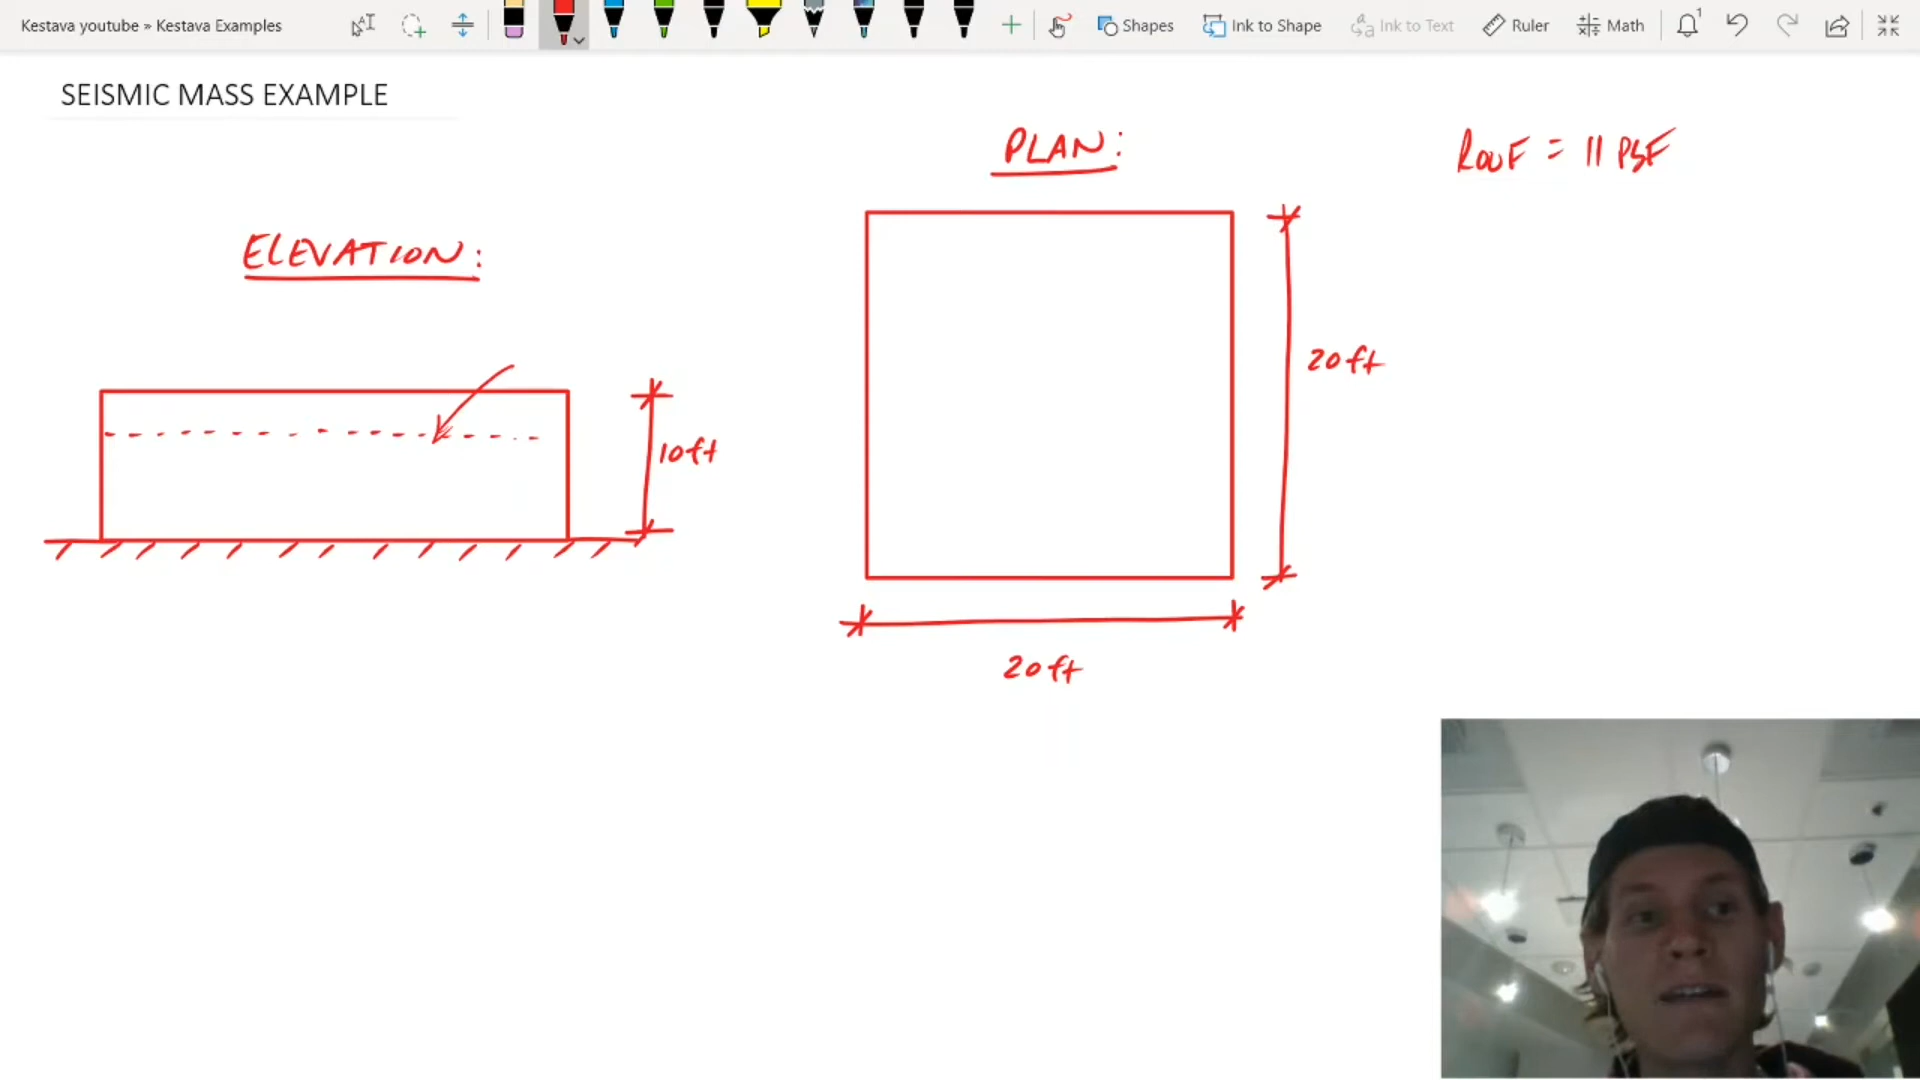 Kestava youtube » Kestava Examples
Shapes
Ink to Shape
Ink to Text
Ruler
Math
1
SEISMIC MASS EXAMPLE
PLAN:
ROOF = 11 PSF
ELEVATION:
20ft
10ft
20ft